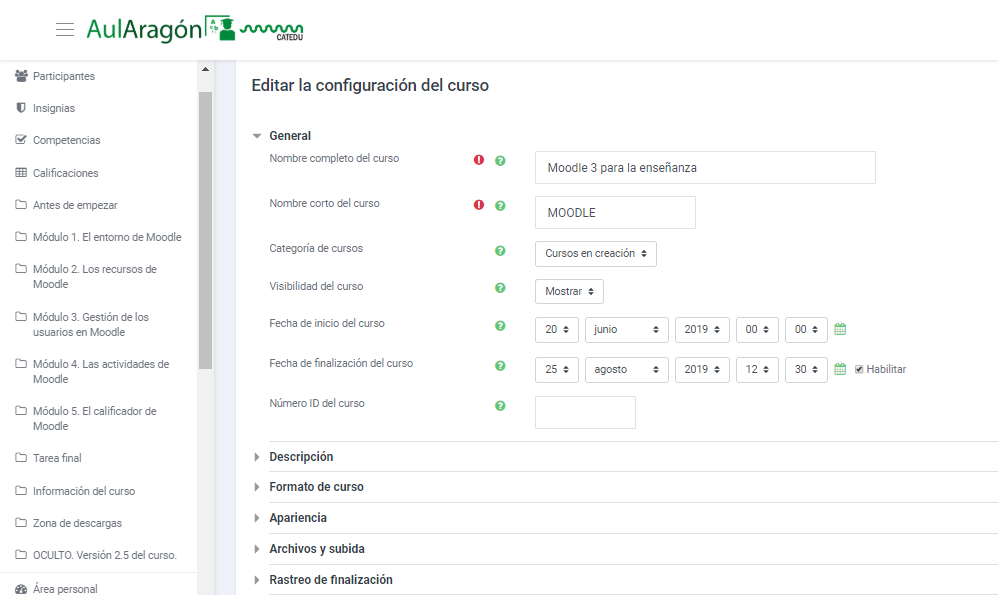 AulAragón
CATEDU
Participantes
Insignias
Competencias
Calificaciones
Antes de empezar
Módulo 1. El entorno de Moodle
Módulo 2. Los recursos de
Moodle
Módulo 3. Gestión de los
usuarios en Moodle
Módulo 4. Las actividades de
Moodle
Módulo 5. El calificador de
Moodle
Tarea final
Información del curso
Zona de descargas
OCULTO. Versión 2.5 del curso.
Área personal
Editar la configuración del curso
General
Nombre completo del curso
Moodle 3 para la enseñanza
Nombre corto del curso
MOODLE
Categoría de cursos
Cursos en creación
Visibilidad del curso
Mostrar
Fecha de inicio del curso
20 junio 2019 00 00
Fecha de finalización del curso
25 agosto 2019 12 30 Habilitar
Número ID del curso
Descripción
Formato de curso
Apariencia
Archivos y subida
Rastreo de finalización